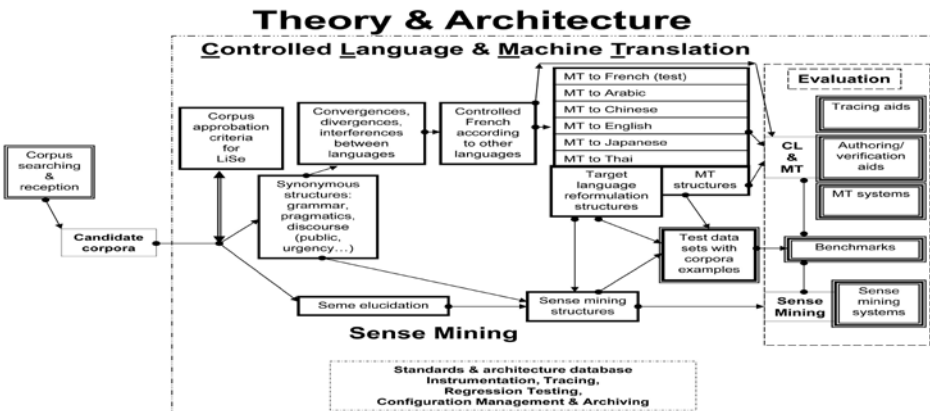 Theory & Architecture
Controlled Language & Machine Translation
Corpus
searching
&
reception
Candidate
corpora
Corpus
approbation
criteria
for
LiSe
Convergences,
divergences,
interferences
between
languages
Controlled
French
according
to other
languages
Synonymous
structures:
grammar,
pragmatics,
discourse
(public,
urgency...)
Seme elucidation
MT to French (test)
MT to Arabic
MT to Chinese
MT to English
MT to Japanese
MT to Thai
Target
language
reformulation
structures
MT
structures
Test data
sets with
corpora
examples
Sense mining
structures
Sense Mining
Evaluation
Tracing aids
CL
&
MT
Authoring/
verification
aids
MT systems
Benchmarks
Sense
Mining
Sense
mining
systems
Standards & architecture database
Instrumentation, Tracing,
Regression Testing,
Configuration Management & Archiving